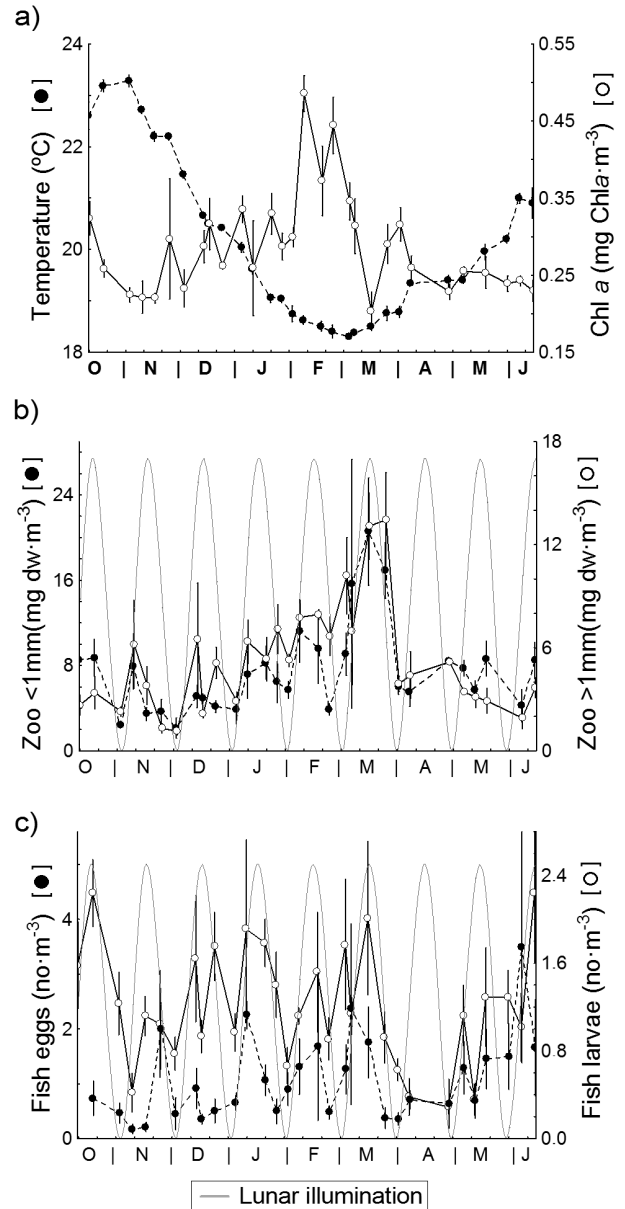 a)
24
22
20
18
Temperature (ºC) [●]
0.55
0.45
0.35
0.25
0.15
Chl a (mg Chla·m-3) [○]
O | N | D | J | F | M | A | M | J
b)
24
20
16
12
8
4
0
Zoo <1mm(mg dw·m-3) [●]
18
12
6
0
Zoo >1mm(mg dw·m-3) [○]
O | N | D | J | F | M | A | M | J
c)
4
2
0
Fish eggs (no·m-3) [●]
2.4
1.6
0.8
0.0
Fish larvae (no·m-3) [○]
O | N | D | J | F | M | A | M | J
Lunar illumination